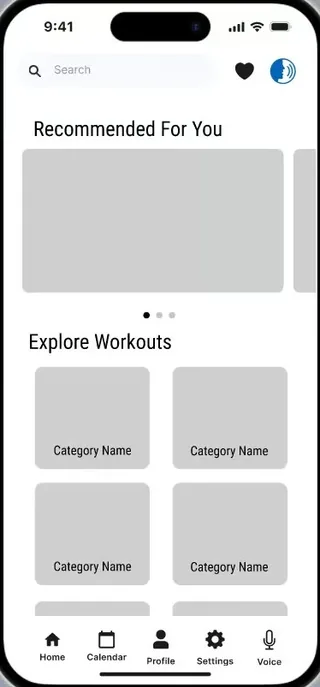 9:41
Search
Recommended For You
Explore Workouts
Category Name
Category Name
Category Name
Category Name
Home
Calendar
Profile
Settings
Voice